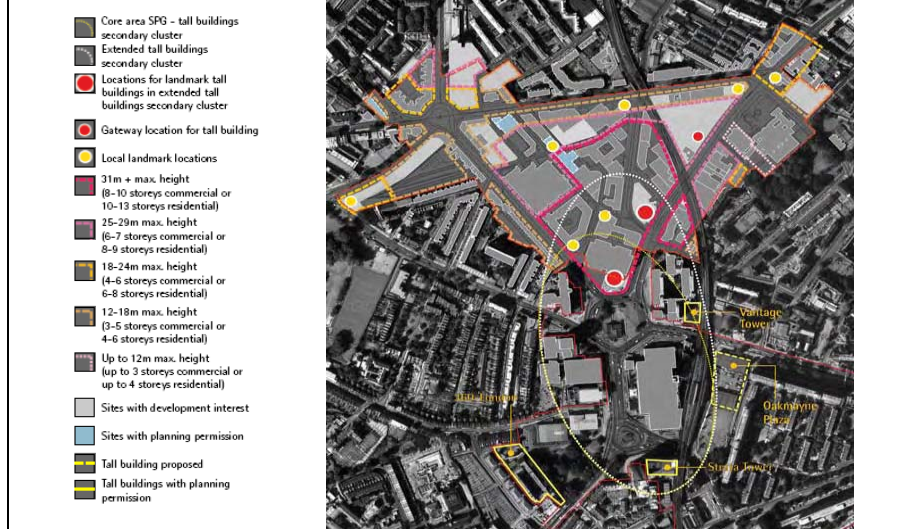 Core area SPG - tall buildings
secondary cluster
Extended tall buildings
secondary cluster
Locations for landmark tall
buildings in extended tall
buildings secondary cluster
Gateway location for tall building
Local landmark locations
31m + max. height
(8-10 storeys commercial or
10-13 storeys residential)
25-29m max. height
(6-7 storeys commercial or
8-9 storeys residential)
18-24m max. height
(4-6 storeys commercial or
6-8 storeys residential)
12-18m max. height
(3-5 storeys commercial or
4-6 storeys residential)
Up to 12m max. height
(up to 3 storeys commercial or
up to 4 storeys residential)
Sites with development interest
Sites with planning permission
Tall building proposed
Tall buildings with planning
permission
Vantage
Tower
Oakmayne
Plaza
Strata Tower